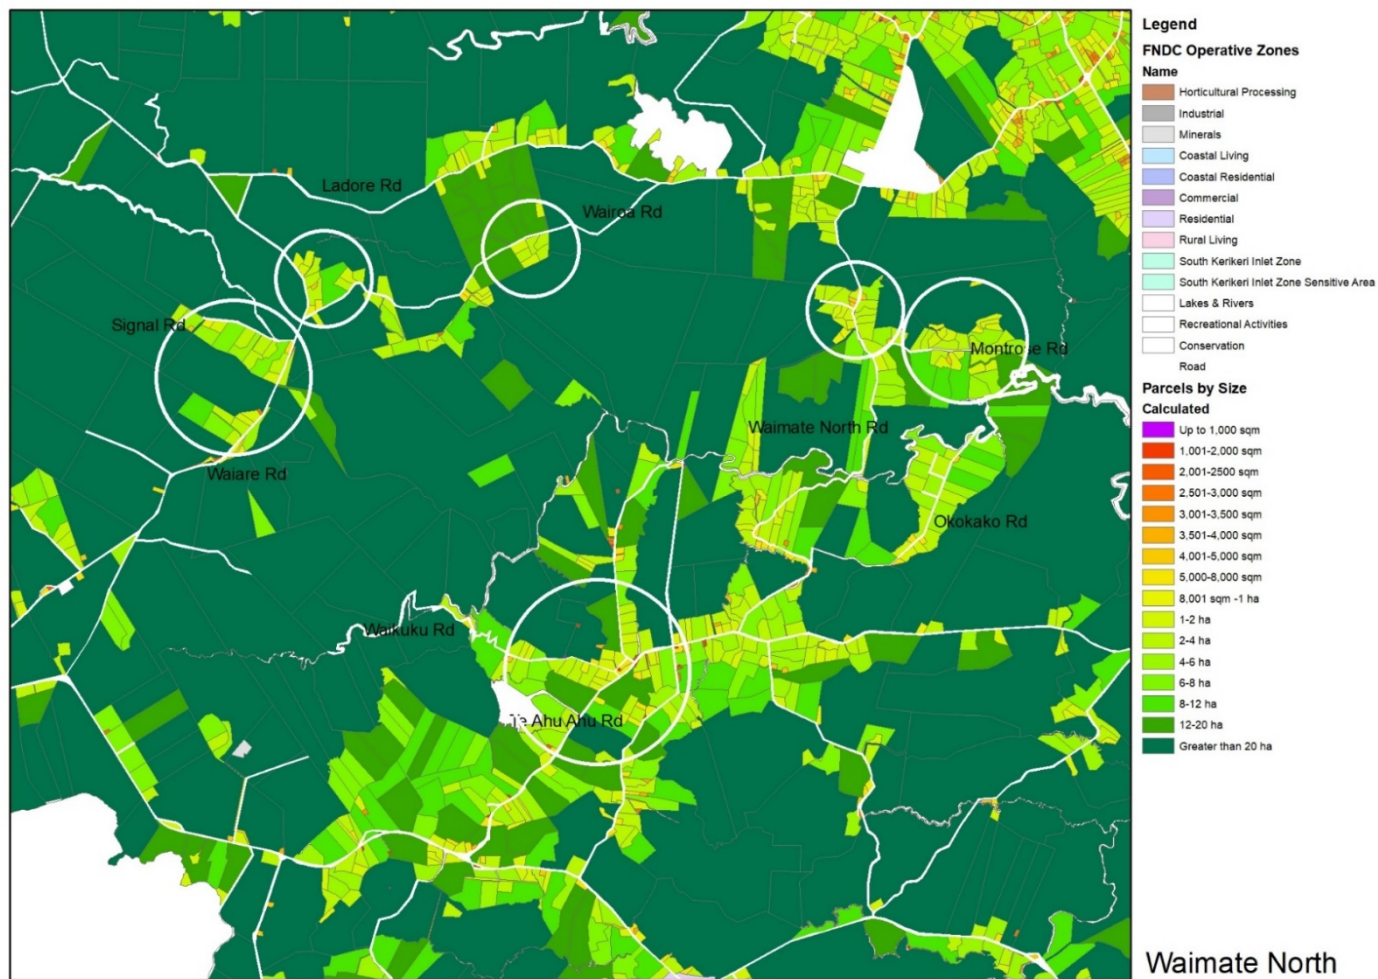 Legend
FNDC Operative Zones
Name
Horticultural Processing
Industrial
Minerals
Coastal Living
Coastal Residential
Commercial
Residential
Rural Living
South Kerikeri Inlet Zone
South Kerikeri Inlet Zone Sensitive Area
Lakes & Rivers
Recreational Activities
Conservation
Road
Parcels by Size
Calculated
Up to 1,000 sqm
1,001-2,000 sqm
2,001-2500 sqm
2,501-3,000 sqm
3,001-3,500 sqm
3,501-4,000 sqm
4,001-5,000 sqm
5,000-8,000 sqm
8,001 sqm -1 ha
1-2 ha
2-4 ha
4-6 ha
6-8 ha
8-12 ha
12-20 ha
Greater than 20 ha
Ladore Rd
Wairoa Rd
Signal Rd
Montrose Rd
Waimate North Rd
Waiare Rd
Okokako Rd
Waikuku Rd
Te Ahu Ahu Rd
Waimate North